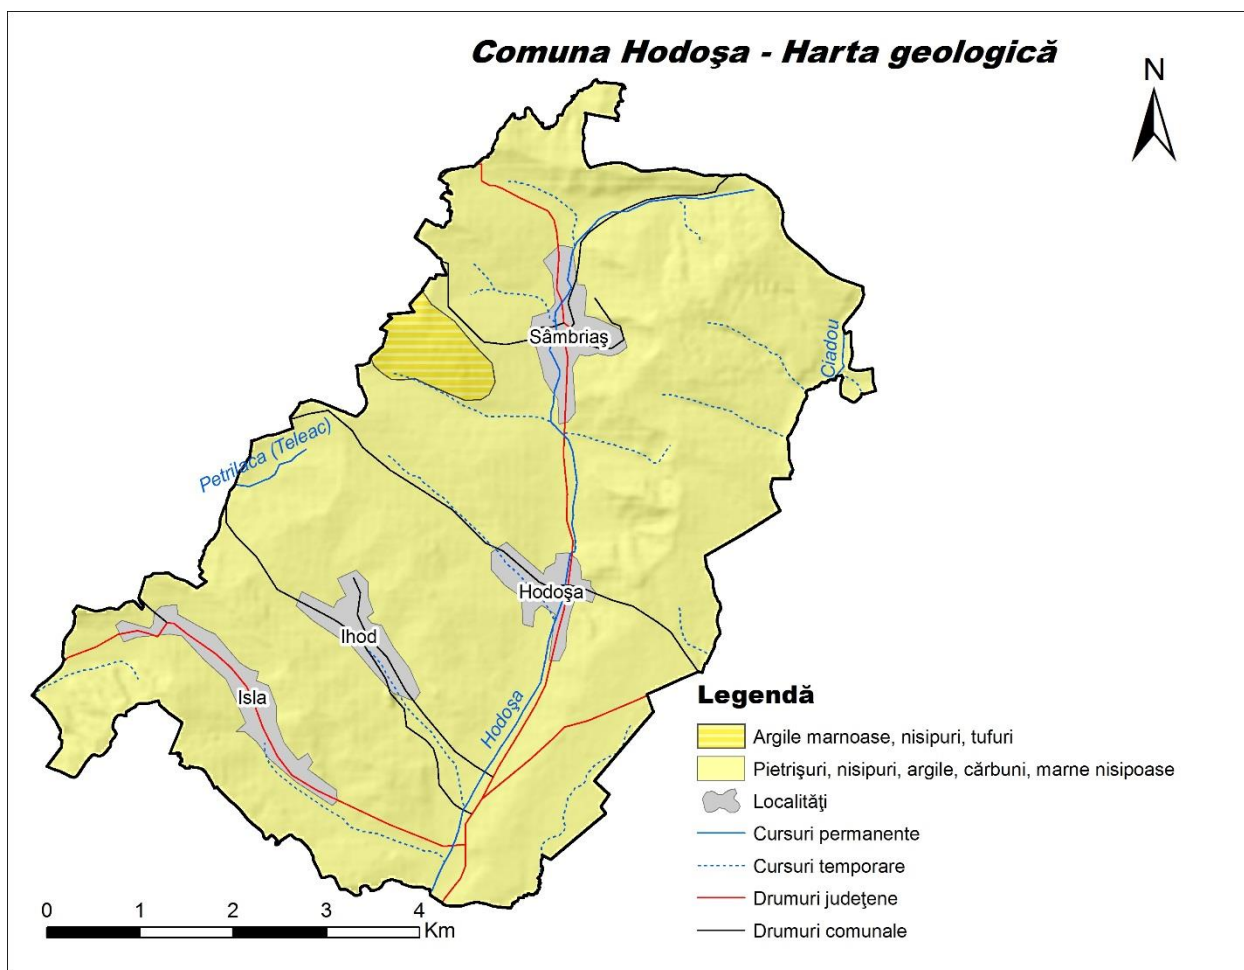 Comuna Hodoşa - Harta geologică
N
Sâmbriaş
Ciadou
Petrilaca (Teleac)
Hodoşa
Ihod
Isla
Hodoşa
Legendă
Argile marnoase, nisipuri, tufuri
Pietrişuri, nisipuri, argile, cărbuni, marne nisipoase
Localităţi
Cursuri permanente
Cursuri temporare
Drumuri judeţene
Drumuri comunale
0 1 2 3 4
Km